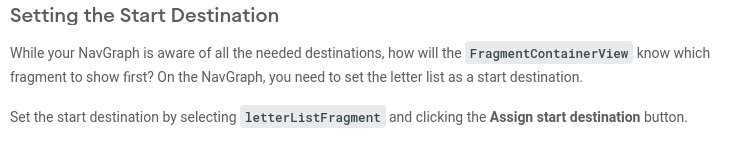 Setting the Start Destination
While your NavGraph is aware of all the needed destinations, how will the FragmentContainerView know which
fragment to show first? On the NavGraph, you need to set the letter list as a start destination.
Set the start destination by selecting letterListFragment and clicking the Assign start destination button.